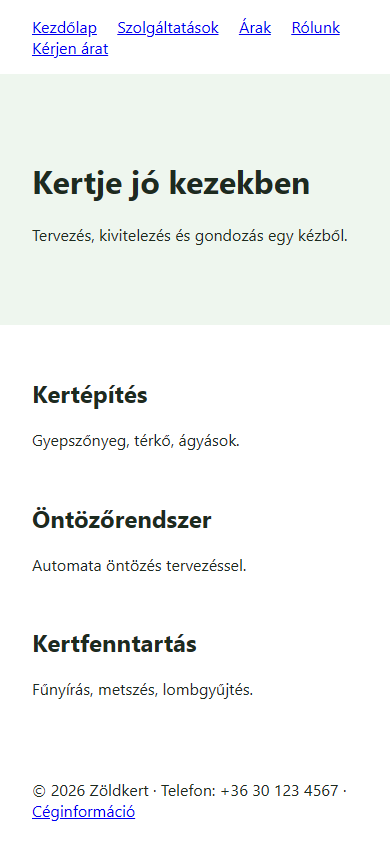 Kezdőlap Szolgáltatások Árak Rólunk
Kérjen árat
Kertje jó kezekben
Tervezés, kivitelezés és gondozás egy kézből.
Kertépítés
Gyepszőnyeg, térkő, ágyások.
Öntözőrendszer
Automata öntözés tervezéssel.
Kertfenntartás
Fűnyírás, metszés, lombgyűjtés.
© 2026 Zöldkert · Telefon: +36 30 123 4567 ·
Céginformáció